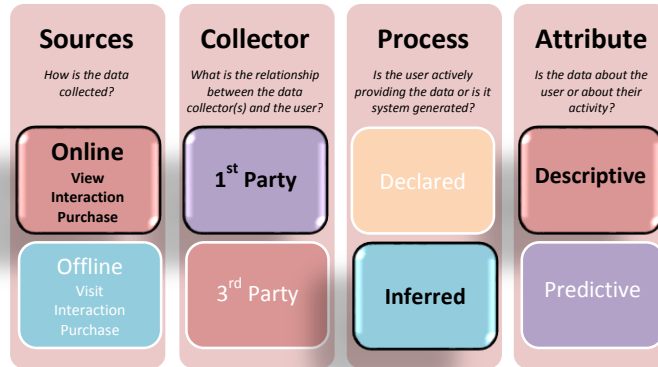 Sources
How is the data
collected?
Online
View
Interaction
Purchase
Offline
Visit
Interaction
Purchase
Collector
What is the relationship
between the data
collector(s) and the user?
1st Party
3rd Party
Process
Is the user actively
providing the data or is it
system generated?
Declared
Inferred
Attribute
Is the data about the
user or about their
activity?
Descriptive
Predictive